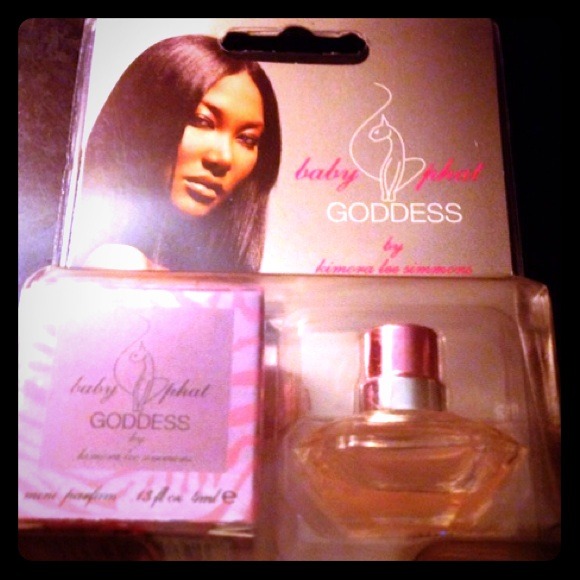 baby phat
GODDESS
by
kimora lee simmons
baby phat
GODDESS
by
kimora lee simmons
mini parfum .13 fl oz 4ml e